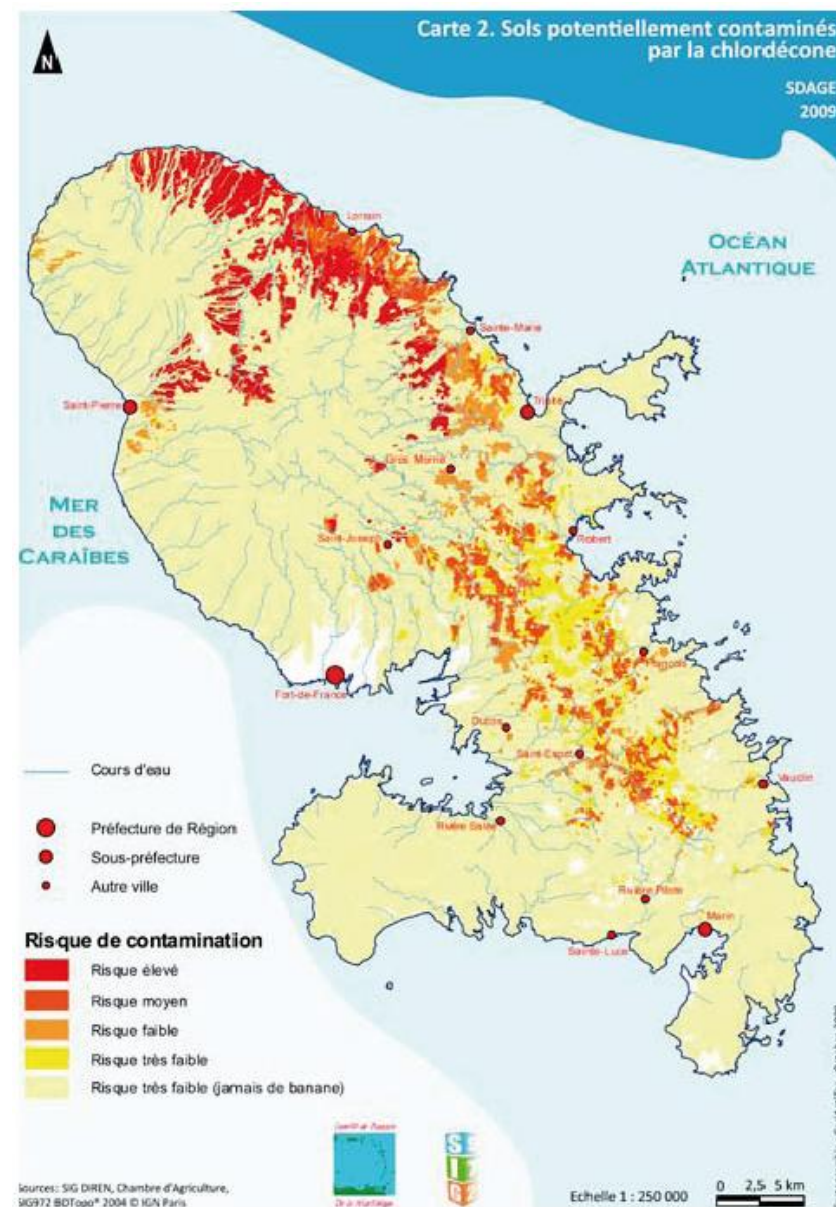 Carte 2. Sols potentiellement contaminés
par la chlordécone
SDAGE
2009
N
Lorrain
OCÉAN
ATLANTIQUE
Sainte-Marie
Saint-Pierre
Trinité
Gros Morne
MER
DES
CARAÏBES
Saint-Joseph
Robert
François
Fort-de-France
Ducos
Saint-Esprit
Vauclin
Rivière Salée
Rivière Pilote
Marin
Sainte-Luce
Cours d'eau
Préfecture de Région
Sous-préfecture
Autre ville
Risque de contamination
Risque élevé
Risque moyen
Risque faible
Risque très faible
Risque très faible (jamais de banane)
S
I
G
Sources: SIG DIREN, Chambre d'Agriculture,
SIG972 BDTopo® 2004 © IGN Paris
De la Martinique
Echelle 1 : 250 000
0 2,5 5 km